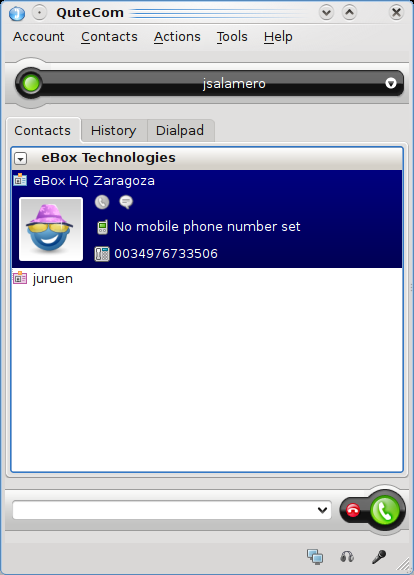 QuteCom
Account Contacts Actions Tools Help
jsalamero
Contacts History Dialpad
eBox Technologies
eBox HQ Zaragoza
No mobile phone number set
0034976733506
juruen